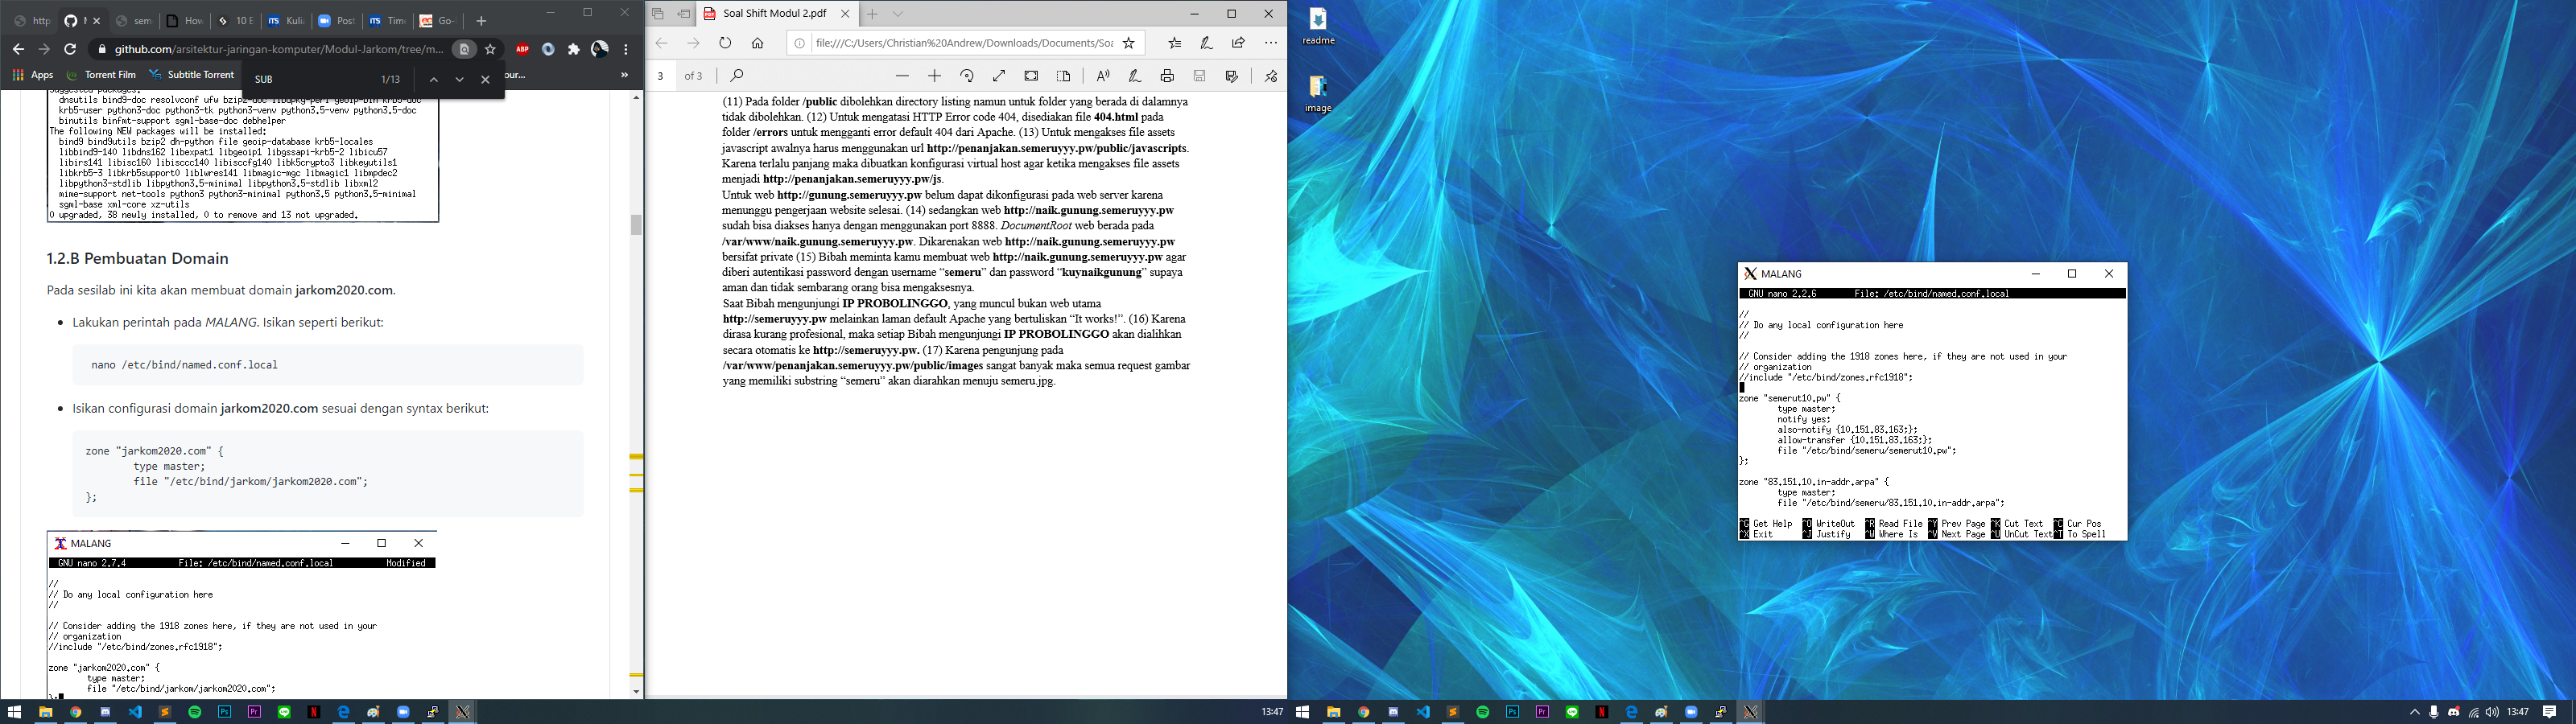 http
M
sem
How
10 E
Kuli
Post
Time
Go-
github.com/arsitektur-jaringan-komputer/Modul-Jarkom/tree/m...
Apps
Torrent Film
Subtitle Torrent
our...
SUB
1/13
dnsutils bind9-doc resolvconf ufw bzip2-doc libdpkg-perl geoip-bin krb5-doc
krb5-user python3-doc python3-tk python3-venv python3.5-venv python3.5-doc
binutils binfmt-support sgml-base-doc debhelper
The following NEW packages will be installed:
bind9 bind9utils bzip2 dh-python file geoip-database krb5-locales
libbind9-140 libdns162 libexpat1 libgeoip1 libgssapi-krb5-2 libicu57
libirs141 libisc160 libisccc140 libisccfg140 libk5crypto3 libkeyutils1
libkrb5-3 libkrb5support0 liblwres141 libmagic-mgc libmagic1 libmpdec2
libpython3-stdlib libpython3.5-minimal libpython3.5-stdlib libxml2
mime-support net-tools python3 python3-minimal python3.5 python3.5-minimal
sgml-base xml-core xz-utils
0 upgraded, 38 newly installed, 0 to remove and 13 not upgraded.
1.2.B Pembuatan Domain
Pada sesilab ini kita akan membuat domain jarkom2020.com.
• Lakukan perintah pada MALANG. Isikan seperti berikut:
nano /etc/bind/named.conf.local
• Isikan configurasi domain jarkom2020.com sesuai dengan syntax berikut:
zone "jarkom2020.com" {
type master;
file "/etc/bind/jarkom/jarkom2020.com";
};
MALANG
GNU nano 2.7.4 File: /etc/bind/named.conf.local Modified
//
// Do any local configuration here
//
// Consider adding the 1918 zones here, if they are not used in your
// organization
//include "/etc/bind/zones.rfc1918";
zone "jarkom2020.com" {
type master;
file "/etc/bind/jarkom/jarkom2020.com";
Soal Shift Modul 2.pdf
file:///C:/Users/Christian%20Andrew/Downloads/Documents/Soa
3 of 3
(11) Pada folder /public dibolehkan directory listing namun untuk folder yang berada di dalamnya
tidak dibolehkan. (12) Untuk mengatasi HTTP Error code 404, disediakan file 404.html pada
folder /errors untuk mengganti error default 404 dari Apache. (13) Untuk mengakses file assets
javascript awalnya harus menggunakan url http://penanjakan.semeruyyy.pw/public/javascripts.
Karena terlalu panjang maka dibuatkan konfigurasi virtual host agar ketika mengakses file assets
menjadi http://penanjakan.semeruyyy.pw/js.
Untuk web http://gunung.semeruyyy.pw belum dapat dikonfigurasi pada web server karena
menunggu pengerjaan website selesai. (14) sedangkan web http://naik.gunung.semeruyyy.pw
sudah bisa diakses hanya dengan menggunakan port 8888. DocumentRoot web berada pada
/var/www/naik.gunung.semeruyyy.pw. Dikarenakan web http://naik.gunung.semeruyyy.pw
bersifat private (15) Bibah meminta kamu membuat web http://naik.gunung.semeruyyy.pw agar
diberi autentikasi password dengan username “semeru” dan password “kuynaikgunung” supaya
aman dan tidak sembarang orang bisa mengaksesnya.
Saat Bibah mengunjungi IP PROBOLINGGO, yang muncul bukan web utama
http://semeruyyy.pw melainkan laman default Apache yang bertuliskan “It works!”. (16) Karena
dirasa kurang profesional, maka setiap Bibah mengunjungi IP PROBOLINGGO akan dialihkan
secara otomatis ke http://semeruyyy.pw. (17) Karena pengunjung pada
/var/www/penanjakan.semeruyyy.pw/public/images sangat banyak maka semua request gambar
yang memiliki substring “semeru” akan diarahkan menuju semeru.jpg.
readme
image
MALANG
GNU nano 2.2.6 File: /etc/bind/named.conf.local
//
// Do any local configuration here
//
// Consider adding the 1918 zones here, if they are not used in your
// organization
//include "/etc/bind/zones.rfc1918";
zone "semerut10.pw" {
type master;
notify yes;
also-notify {10.151.83.163;};
allow-transfer {10.151.83.163;};
file "/etc/bind/semeru/semerut10.pw";
};
zone "83.151.10.in-addr.arpa" {
type master;
file "/etc/bind/semeru/83.151.10.in-addr.arpa";
^G Get Help ^O WriteOut ^R Read File ^Y Prev Page ^K Cut Text ^C Cur Pos
^X Exit ^J Justify ^W Where Is ^V Next Page ^U UnCut Text ^T To Spell
13:47
13:47